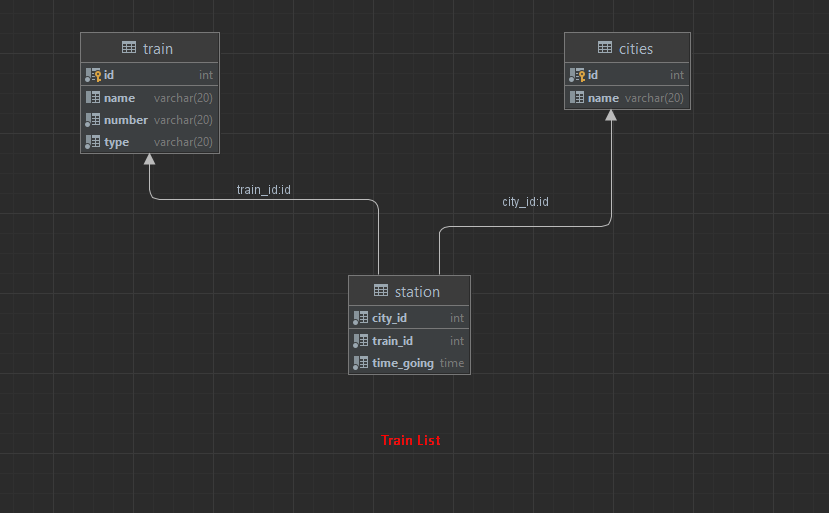 train
id int
name varchar(20)
number varchar(20)
type varchar(20)
cities
id int
name varchar(20)
train_id:id
city_id:id
station
city_id int
train_id int
time_going time
Train List